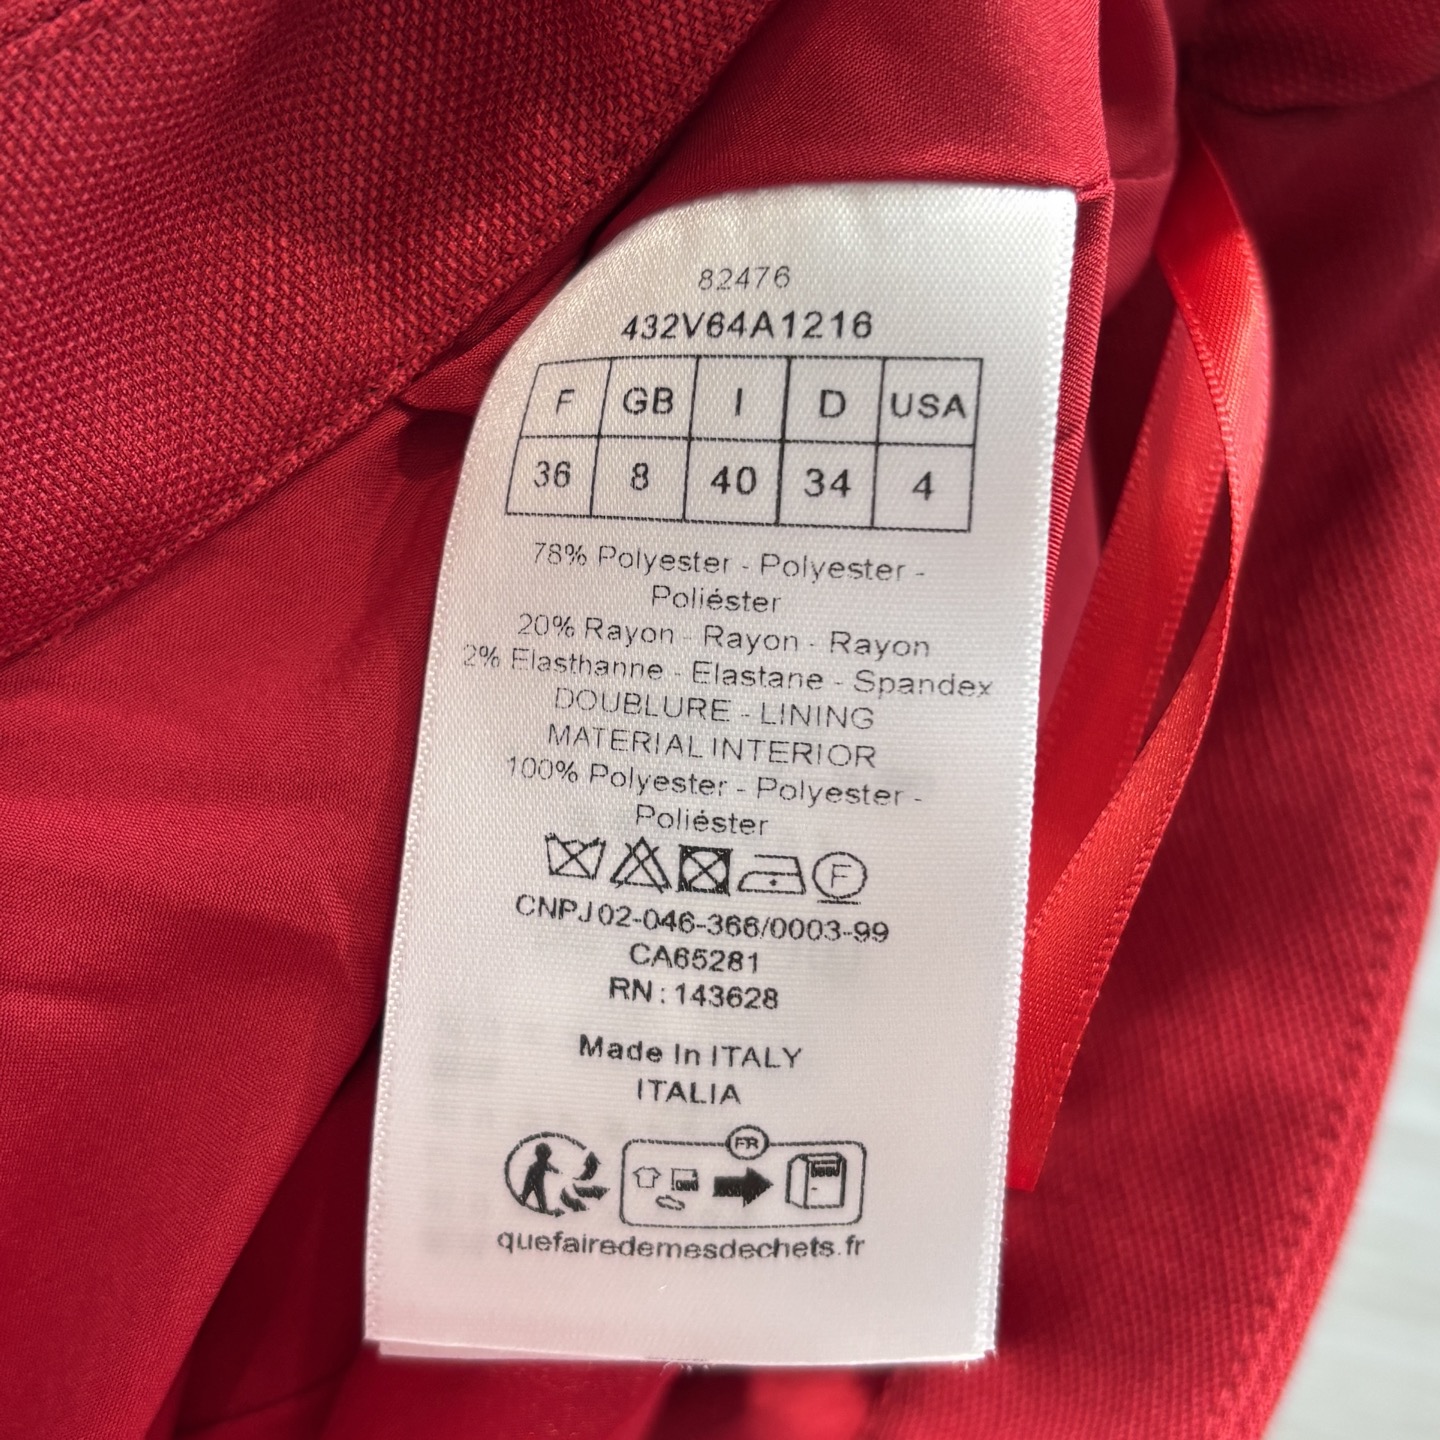 82476
432V64A1216
F GB I D USA
36 8 40 34 4
78% Polyester - Polyester -
Poliéster
20% Rayon - Rayon - Rayon
2% Elasthanne - Elastane - Spandex
DOUBLURE - LINING
MATERIAL INTERIOR
100% Polyester - Polyester -
Poliéster
F
CNPJ 02-046-366/0003-99
CA65281
RN : 143628
Made In ITALY
ITALIA
FR
quefairedemesdechets.fr